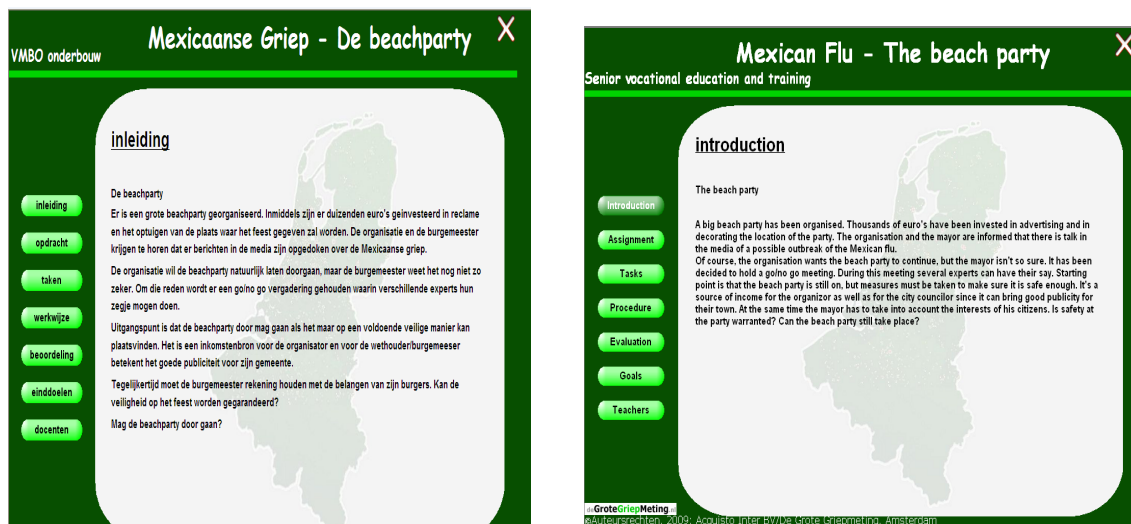 Mexicaanse Griep - De beachparty
VMBO onderbouw
inleiding
opdracht
taken
werkwijze
beoordeling
einddoelen
docenten
inleiding
De beachparty
Er is een grote beachparty georganiseerd. Inmiddels zijn er duizenden euro's geinvesteerd in reclame
en het optuigen van de plaats waar het feest gegeven zal worden. De organisatie en de burgemeester
krijgen te horen dat er berichten in de media zijn opgedoken over de Mexicaanse griep.
De organisatie wil de beachparty natuurlijk laten doorgaan, maar de burgemeester weet het nog niet zo
zeker. Om die reden wordt er een go/no go vergadering gehouden waarin verschillende experts hun
zegje mogen doen.
Uitgangspunt is dat de beachparty door mag gaan als het maar op een voldoende veilige manier kan
plaatsvinden. Het is een inkomstenbron voor de organisator en voor de wethouder/burgemeeser
betekent het goede publiciteit voor zijn gemeente.
Tegelijkertijd moet de burgemeester rekening houden met de belangen van zijn burgers. Kan de
veiligheid op het feest worden gegarandeerd?
Mag de beachparty door gaan?
Mexican Flu - The beach party
Senior vocational education and training
Introduction
Assignment
Tasks
Procedure
Evaluation
Goals
Teachers
introduction
The beach party
A big beach party has been organised. Thousands of euro's have been invested in advertising and in
decorating the location of the party. The organisation and the mayor are informed that there is talk in
the media of a possible outbreak of the Mexican flu.
Of course, the organisation wants the beach party to continue, but the mayor isn't so sure. It has been
decided to hold a go/no go meeting. During this meeting several experts can have their say. Starting
point is that the beach party is still on, but measures must be taken to make sure it is safe enough. It's a
source of income for the organizor as well as for the city councilor since it can bring good publicity for
their town. At the same time the mayor has to take into account the interests of his citizens. Is safety at
the party warranted? Can the beach party still take place?
deGroteGriepMeting.nl
©Auteursrechten, 2009: Acquisto Inter BV/De Grote Griepmeting, Amsterdam